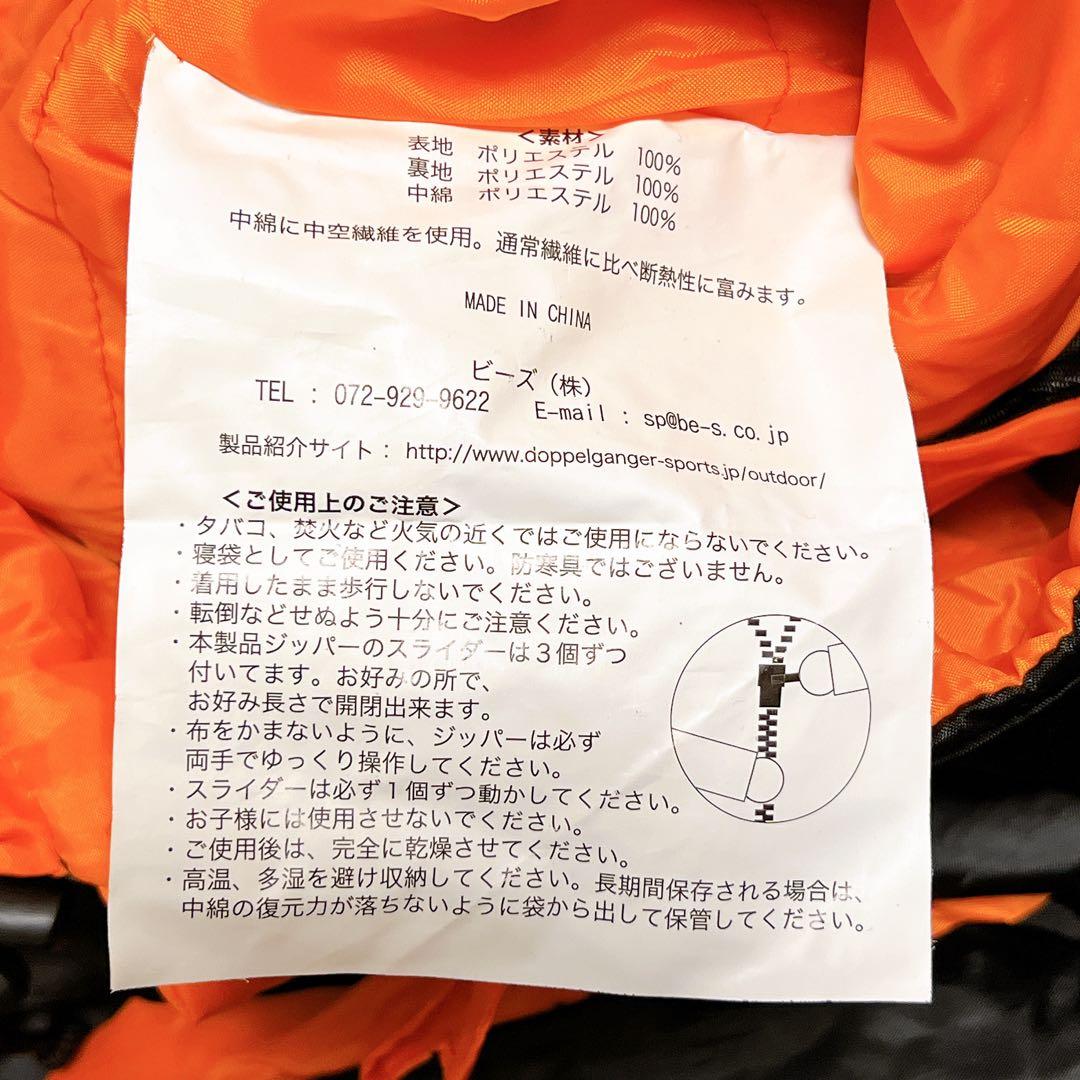 ＜素材＞
表地 ポリエステル 100%
裏地 ポリエステル 100%
中綿 ポリエステル 100%
中綿に中空繊維を使用。通常繊維に比べ断熱性に富みます。
MADE IN CHINA
ビーズ（株）
TEL : 072-929-9622 E-mail : sp@be-s.co.jp
製品紹介サイト： http://www.doppelganger-sports.jp/outdoor/
＜ご使用上のご注意＞
・タバコ、焚火など火気の近くではご使用にならないでください。
・寝袋としてご使用ください。防寒具ではございません。
・着用したまま歩行しないでください。
・転倒などせぬよう十分にご注意ください。
・本製品ジッパーのスライダーは３個ずつ
付いてます。お好みの所で、
お好み長さで開閉出来ます。
・布をかまないように、ジッパーは必ず
両手でゆっくり操作してください。
・スライダーは必ず１個ずつ動かしてください。
・お子様には使用させないでください。
・ご使用後は、完全に乾燥させてください。
・高温、多湿を避け収納してください。長期間保存される場合は、
中綿の復元力が落ちないように袋から出して保管してください。